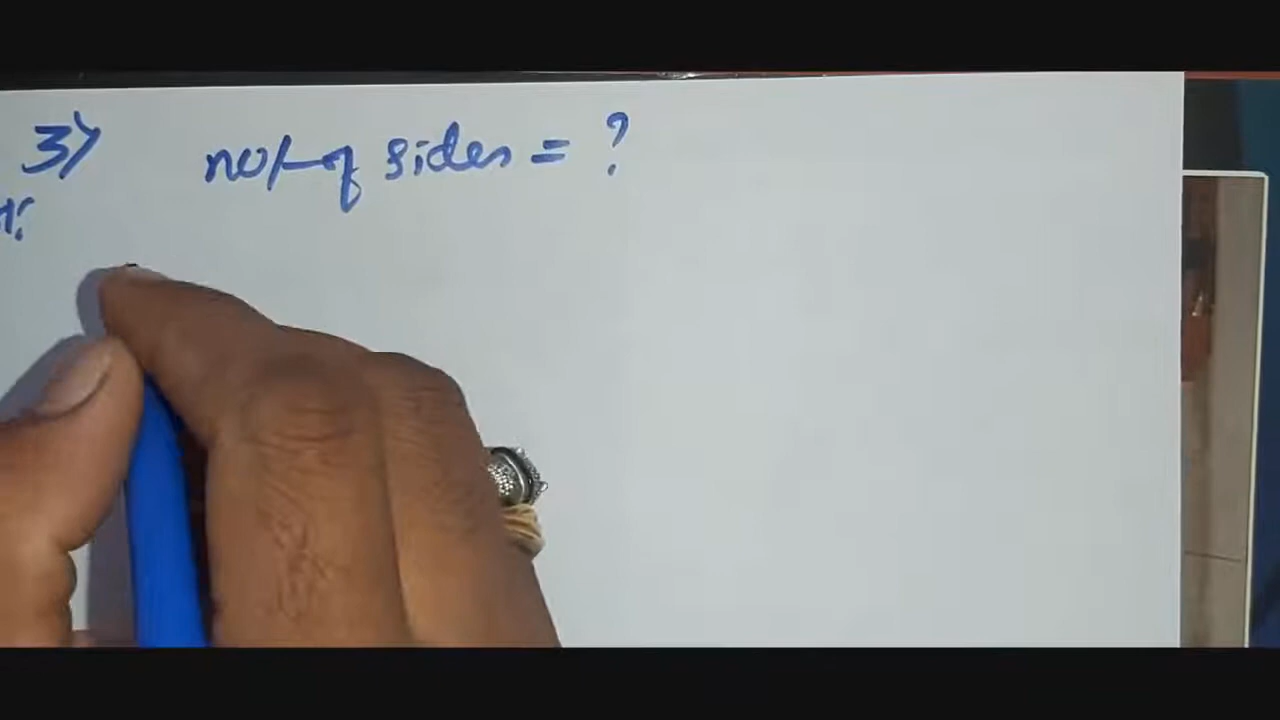 3) no/- of sides = ?